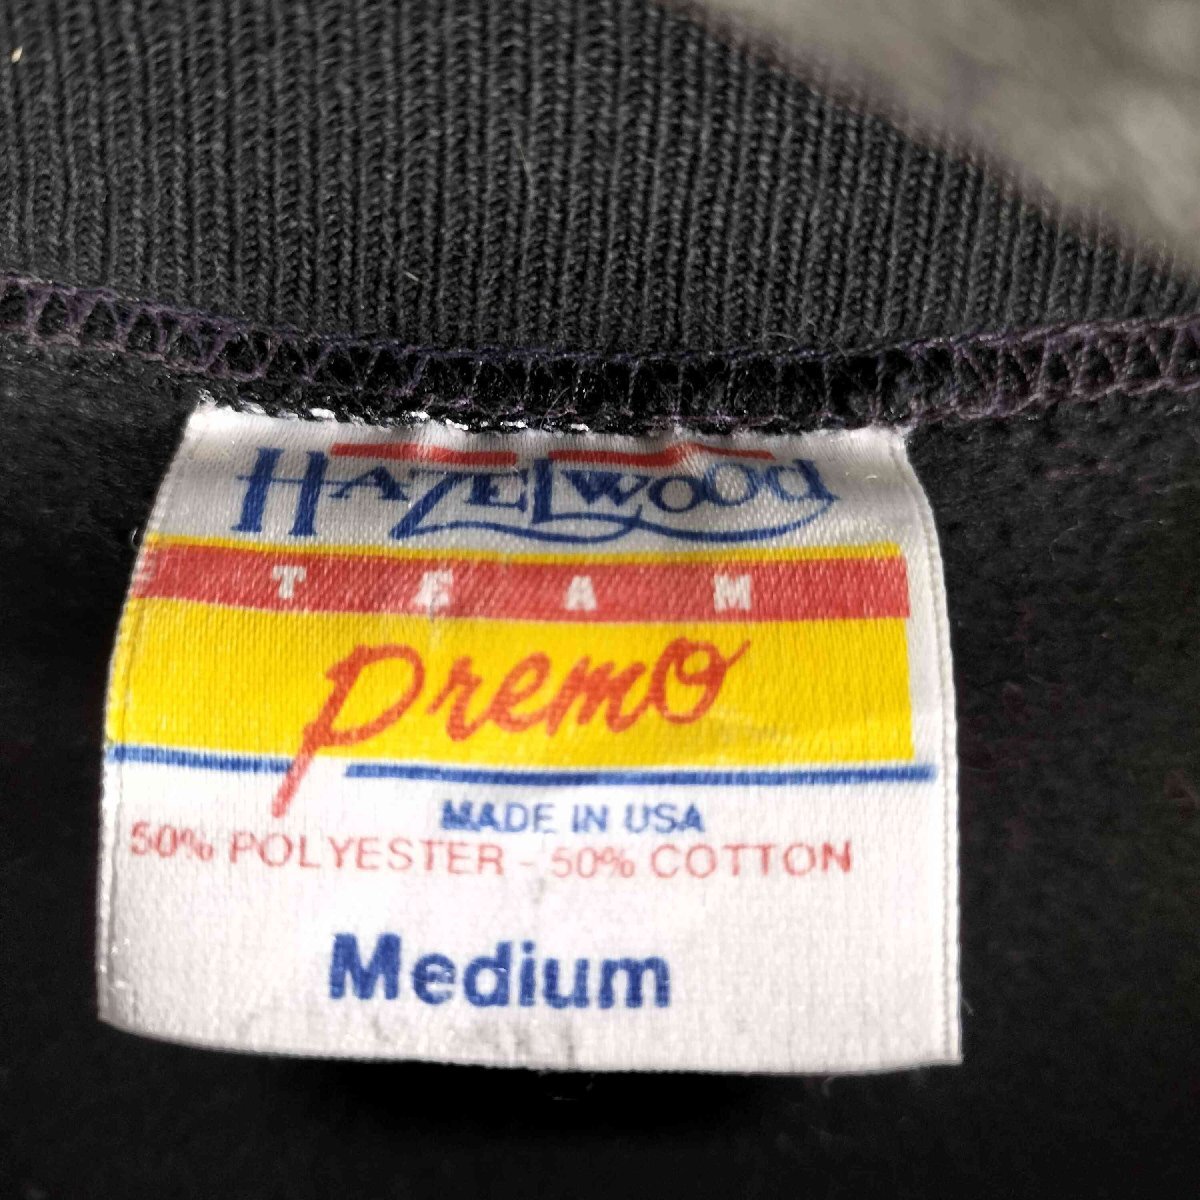 HAZELWOOD
TEAM
Premo
MADE IN USA
50% POLYESTER - 50% COTTON
Medium